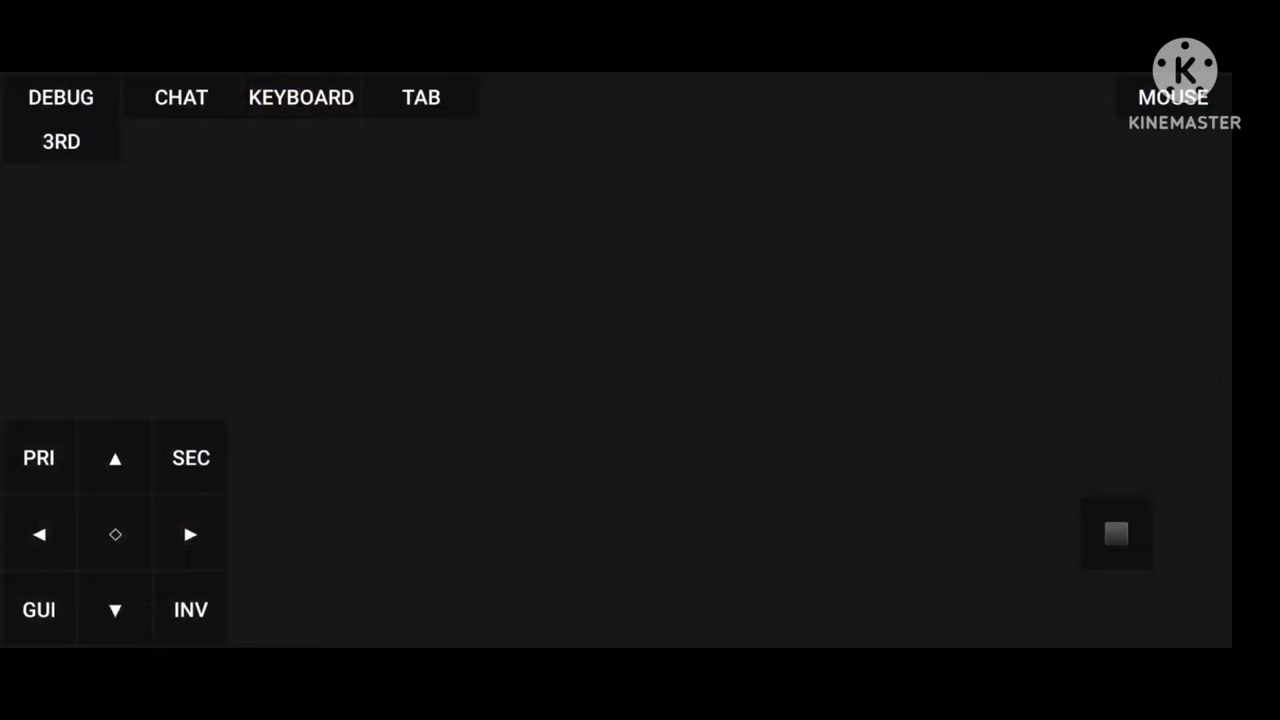 DEBUG CHAT KEYBOARD TAB MOUSE
KINEMASTER
3RD
PRI ▲ SEC
◄ ◇ ►
GUI ▼ INV